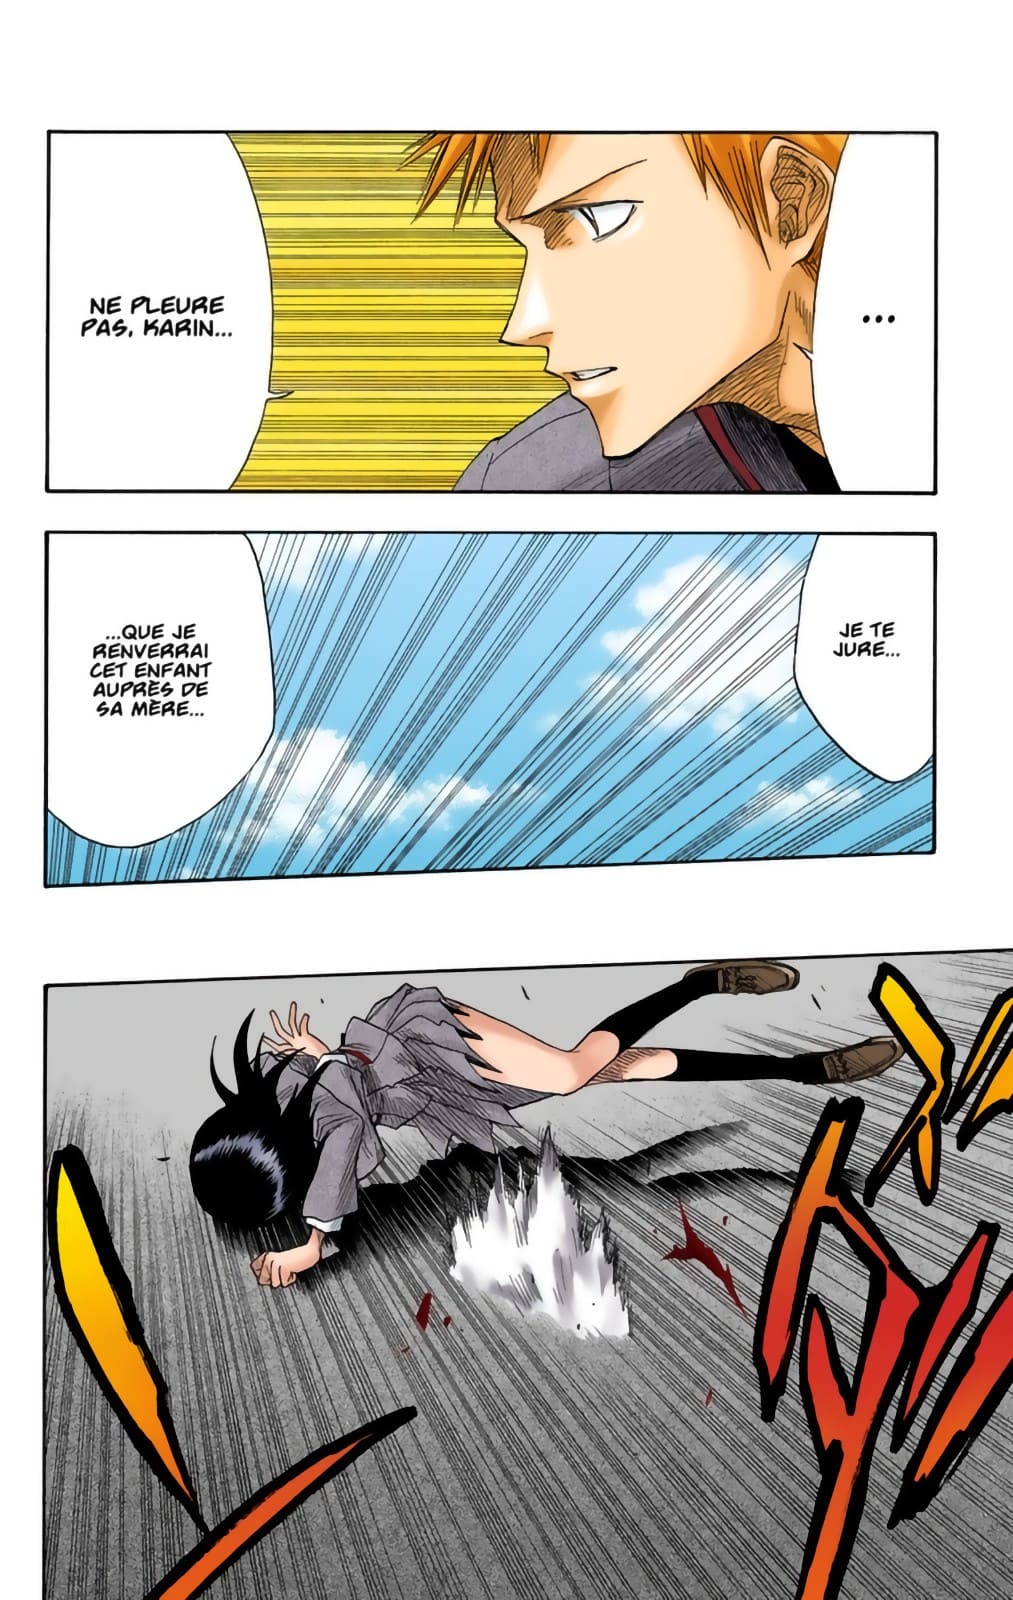 ...
NE PLEURE
PAS, KARIN...
JE TE
JURE...
...QUE JE
RENVERRAI
CET ENFANT
AUPRÈS DE
SA MÈRE...